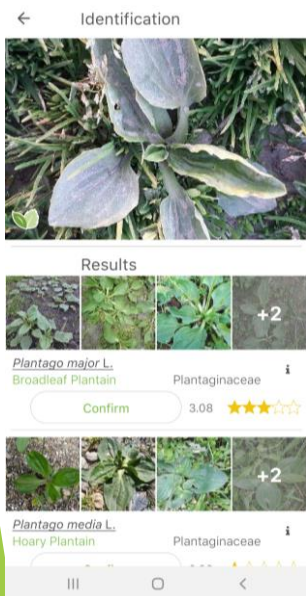 Identification
Results
+2
Plantago major L.
Broadleaf Plantain Plantaginaceae
Confirm 3.08
+2
Plantago media L.
Hoary Plantain Plantaginaceae